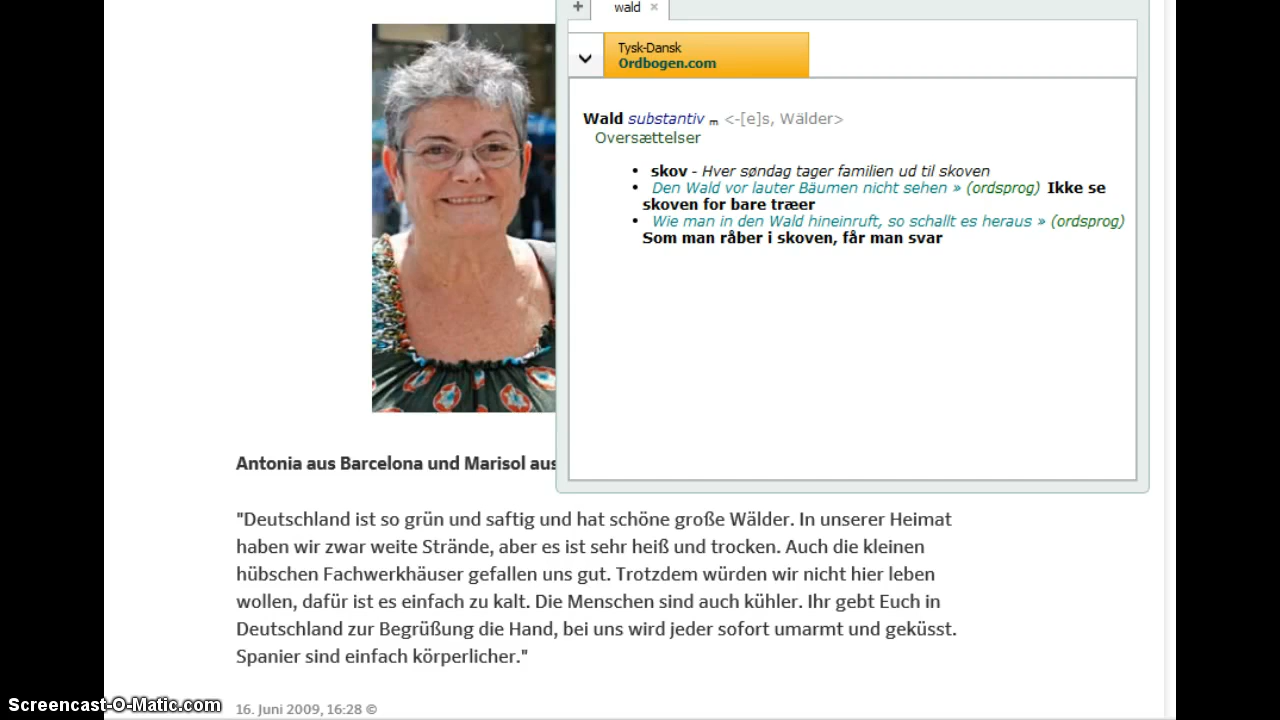 + wald ×
Tysk-Dansk
Ordbogen.com
Wald substantiv m <-[e]s, Wälder>
Oversættelser
• skov - Hver søndag tager familien ud til skoven
• Den Wald vor lauter Bäumen nicht sehen » (ordsprog) Ikke se
skoven for bare træer
• Wie man in den Wald hineinruft, so schallt es heraus » (ordsprog)
Som man råber i skoven, får man svar
Antonia aus Barcelona und Marisol aus
"Deutschland ist so grün und saftig und hat schöne große Wälder. In unserer Heimat
haben wir zwar weite Strände, aber es ist sehr heiß und trocken. Auch die kleinen
hübschen Fachwerkhäuser gefallen uns gut. Trotzdem würden wir nicht hier leben
wollen, dafür ist es einfach zu kalt. Die Menschen sind auch kühler. Ihr gebt Euch in
Deutschland zur Begrüßung die Hand, bei uns wird jeder sofort umarmt und geküsst.
Spanier sind einfach körperlicher."
16. Juni 2009, 16:28 ©
Screencast-O-Matic.com